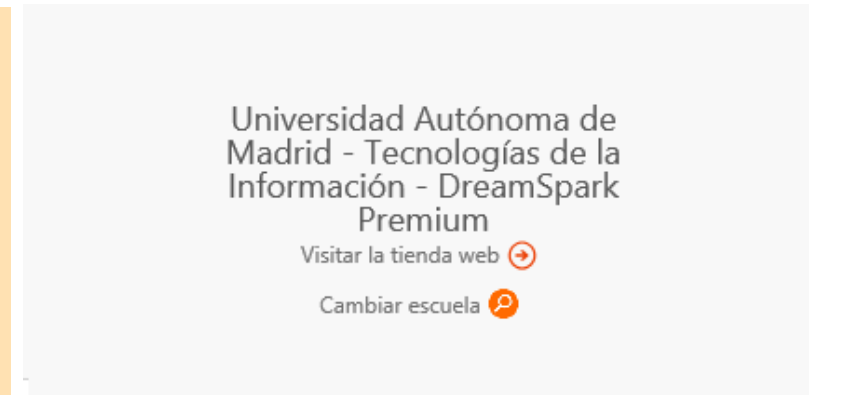 Universidad Autónoma de
Madrid - Tecnologías de la
Información - DreamSpark
Premium
Visitar la tienda web
Cambiar escuela